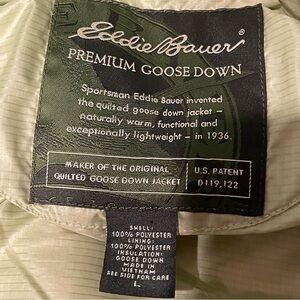 Eddie Bauer®
PREMIUM GOOSE DOWN
Sportsman Eddie Bauer invented
the quilted goose down jacket –
naturally warm, functional and
exceptionally lightweight – in 1936.
MAKER OF THE ORIGINAL
QUILTED GOOSE DOWN JACKET
U.S. PATENT
D119,122
SHELL:
100% POLYESTER
LINING:
100% POLYESTER
INSULATION:
GOOSE DOWN
MADE IN
VIETNAM
SEE SIDE FOR CARE
L